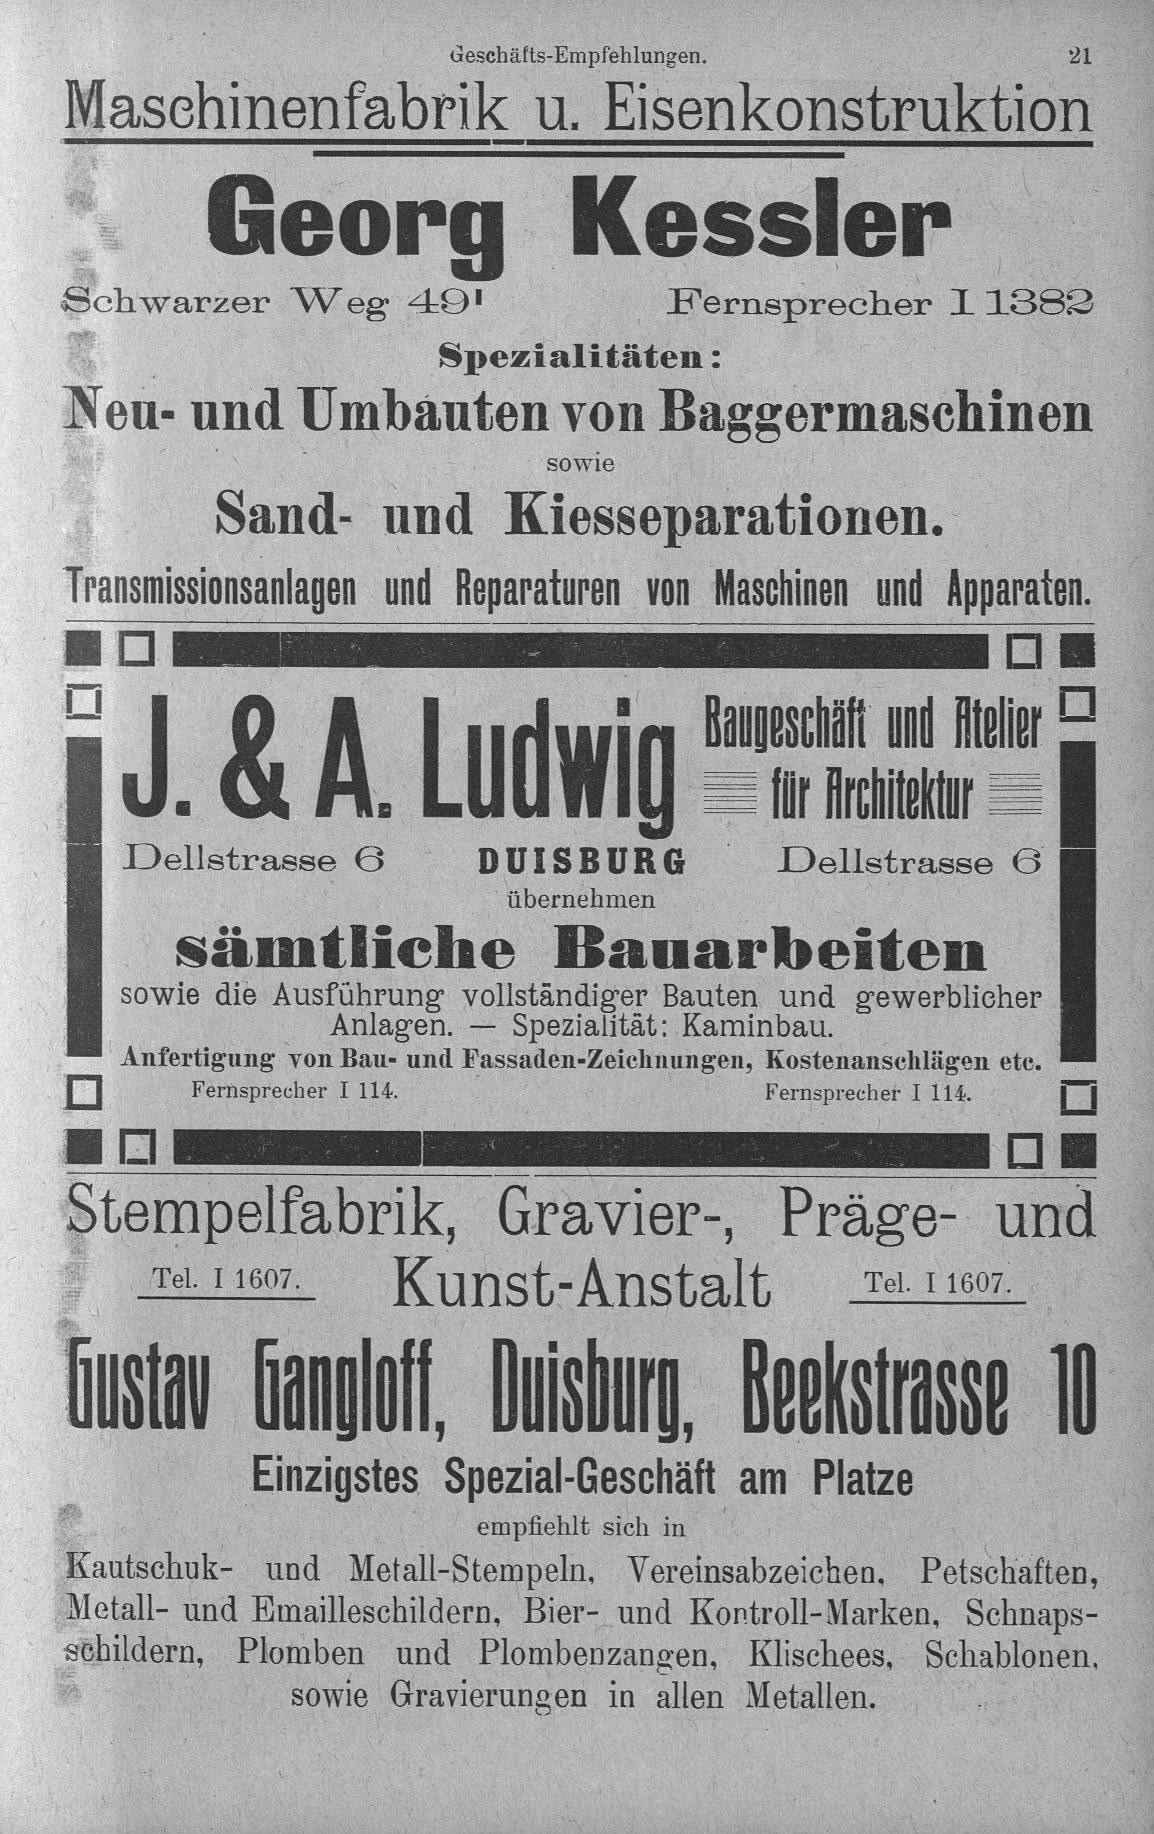 Geschäfts-Empfehlungen. 21
Maschinenfabrik u. Eisenkonstruktion
Georg Kessler
Schwarzer Weg 49¹ Fernsprecher I 1382
Spezialitäten:
Neu- und Umbauten von Baggermaschinen
sowie
Sand- und Kiesseparationen.
Transmissionsanlagen und Reparaturen von Maschinen und Apparaten.
J. & A. Ludwig
Baugeschäft und Atelier
für Architektur
Dellstrasse 6 DUISBURG Dellstrasse 6
übernehmen
sämtliche Bauarbeiten
sowie die Ausführung vollständiger Bauten und gewerblicher
Anlagen. — Spezialität: Kaminbau.
Anfertigung von Bau- und Fassaden-Zeichnungen, Kostenanschlägen etc.
Fernsprecher I 114. Fernsprecher I 114.
Stempelfabrik, Gravier-, Präge- und
Tel. I 1607. Kunst-Anstalt Tel. I 1607.
Gustav Gangloff, Duisburg, Beekstrasse 10
Einzigstes Spezial-Geschäft am Platze
empfiehlt sich in
Kautschuk- und Metall-Stempeln, Vereinsabzeichen, Petschaften,
Metall- und Emailleschildern, Bier- und Kontroll-Marken, Schnaps-
schildern, Plomben und Plombenzangen, Klischees, Schablonen,
sowie Gravierungen in allen Metallen.